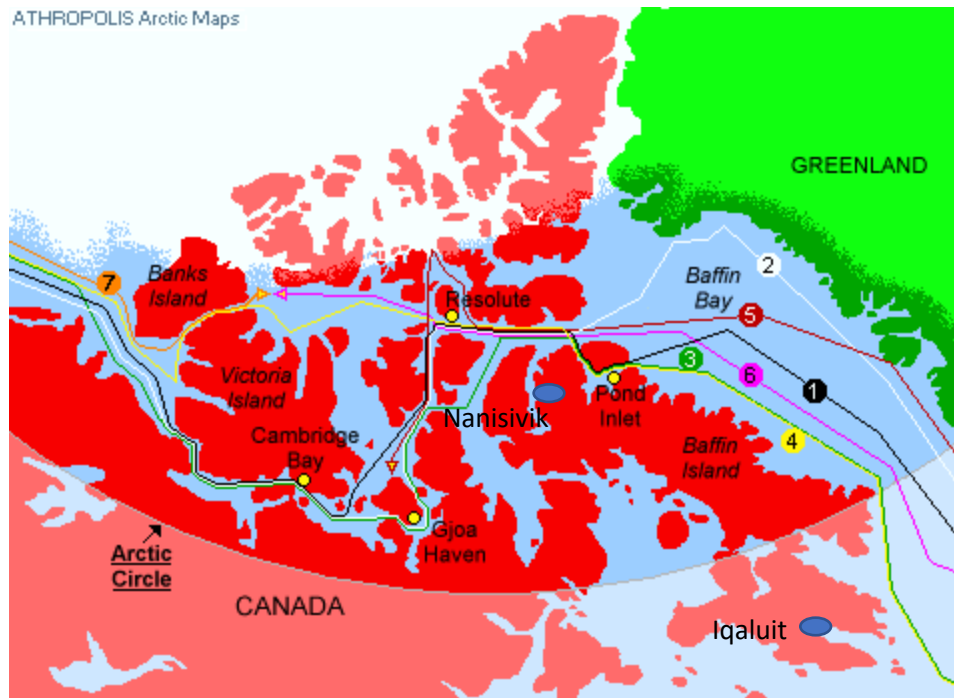 ATHROPOLIS Arctic Maps
GREENLAND
Banks
Island
7
2
Baffin
Bay
Resolute
5
3
6
1
Victoria
Island
Nanisivik
Pond
Inlet
Cambridge
Bay
4
Baffin
Island
Gjoa
Haven
Arctic
Circle
CANADA
Iqaluit